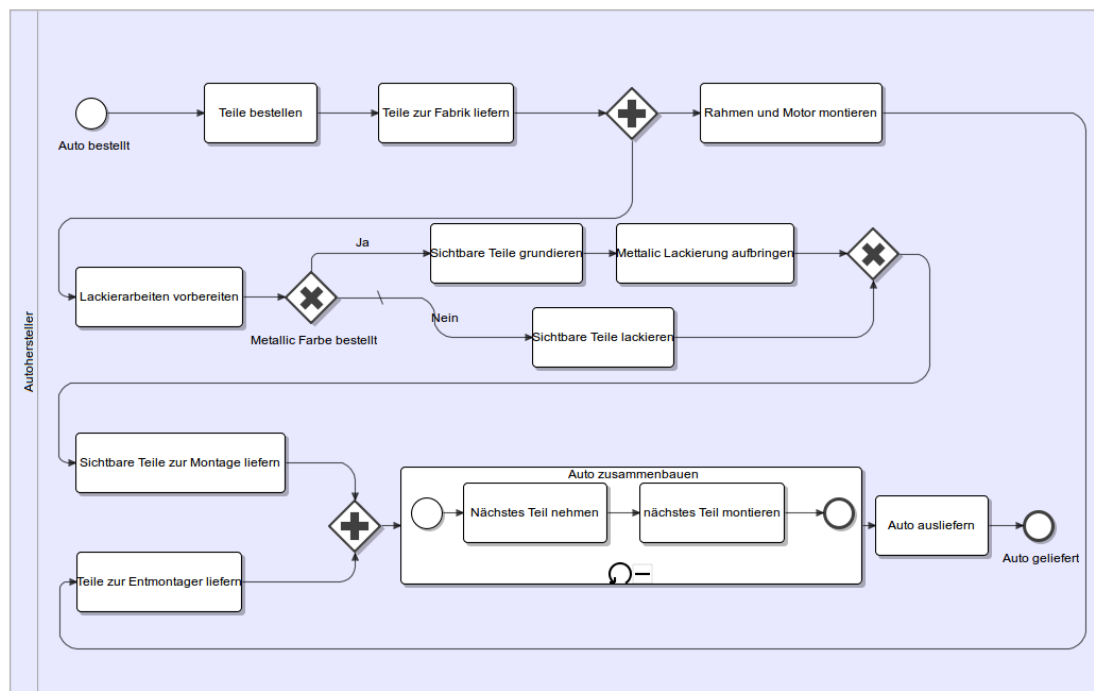 Autohersteller
Teile bestellen
Teile zur Fabrik liefern
Rahmen und Motor montieren
Auto bestellt
Ja
Sichtbare Teile grundieren
Mettalic Lackierung aufbringen
Lackierarbeiten vorbereiten
Nein
Metallic Farbe bestellt
Sichtbare Teile lackieren
Sichtbare Teile zur Montage liefern
Auto zusammenbauen
Nächstes Teil nehmen
nächstes Teil montieren
Auto ausliefern
Auto geliefert
Teile zur Entmontager liefern